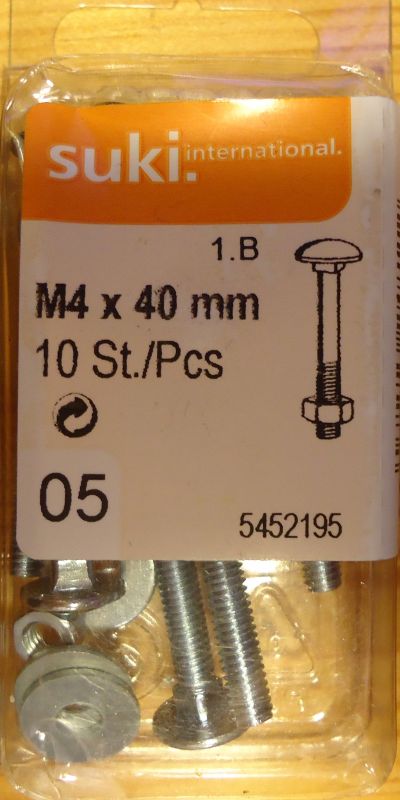 suki.international.
1.B
M4 x 40 mm
10 St./Pcs
05
5452195